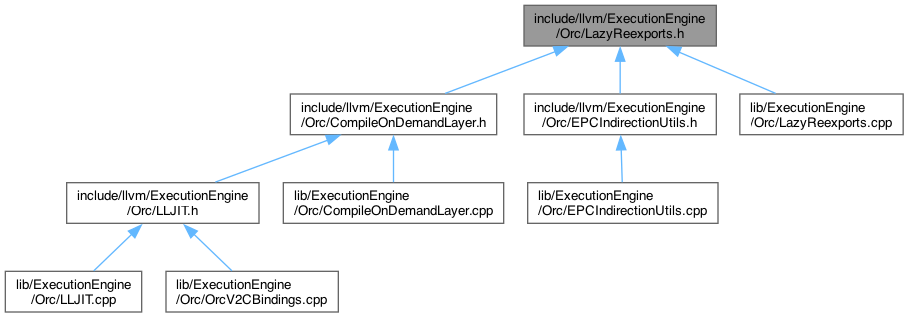 include/llvm/ExecutionEngine
/Orc/LazyReexports.h
include/llvm/ExecutionEngine
/Orc/CompileOnDemandLayer.h
include/llvm/ExecutionEngine
/Orc/EPCIndirectionUtils.h
lib/ExecutionEngine
/Orc/LazyReexports.cpp
include/llvm/ExecutionEngine
/Orc/LLJIT.h
lib/ExecutionEngine
/Orc/CompileOnDemandLayer.cpp
lib/ExecutionEngine
/Orc/EPCIndirectionUtils.cpp
lib/ExecutionEngine
/Orc/LLJIT.cpp
lib/ExecutionEngine
/Orc/OrcV2CBindings.cpp